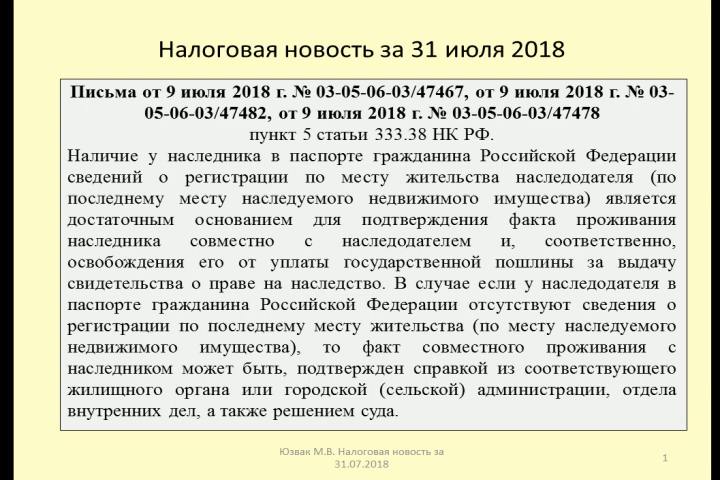 Налоговая новость за 31 июля 2018
Письма от 9 июля 2018 г. № 03-05-06-03/47467, от 9 июля 2018 г. № 03-
05-06-03/47482, от 9 июля 2018 г. № 03-05-06-03/47478
пункт 5 статьи 333.38 НК РФ.
Наличие у наследника в паспорте гражданина Российской Федерации
сведений о регистрации по месту жительства наследодателя (по
последнему месту наследуемого недвижимого имущества) является
достаточным основанием для подтверждения факта проживания
наследника совместно с наследодателем и, соответственно,
освобождения его от уплаты государственной пошлины за выдачу
свидетельства о праве на наследство. В случае если у наследодателя в
паспорте гражданина Российской Федерации отсутствуют сведения о
регистрации по последнему месту жительства (по месту наследуемого
недвижимого имущества), то факт совместного проживания с
наследником может быть, подтвержден справкой из соответствующего
жилищного органа или городской (сельской) администрации, отдела
внутренних дел, а также решением суда.
Юзвак М.В. Налоговая новость за
31.07.2018
1